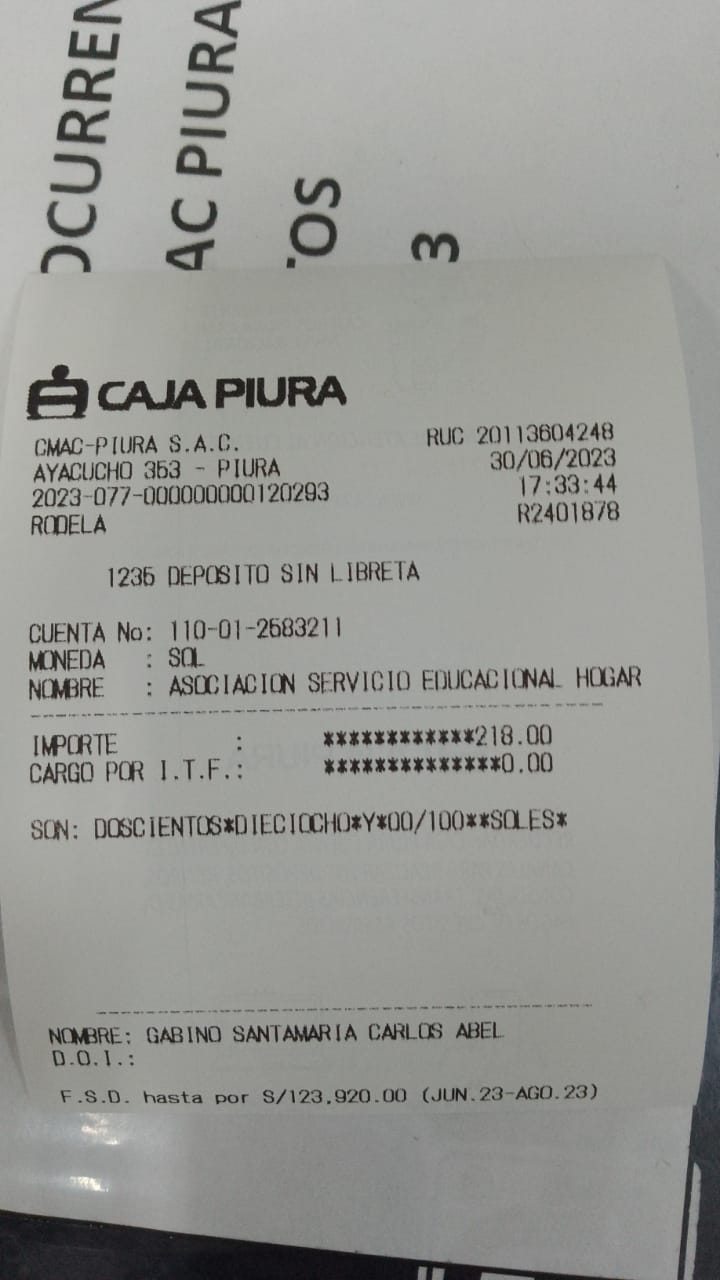 OCURREN
AC PIURA
TOS
3
CAJA PIURA
CMAC-PIURA S.A.C. RUC 20113604248
AYACUCHO 353 - PIURA 30/06/2023
2023-077-000000000120293 17:33:44
RODELA R2401878
1235 DEPOSITO SIN LIBRETA
CUENTA No: 110-01-2583211
MONEDA : SOL
NOMBRE : ASOCIACION SERVICIO EDUCACIONAL HOGAR
IMPORTE : ************218.00
CARGO POR I.T.F.: **************0.00
SON: DOSCIENTOS*DIECIOCHO*Y*00/100**SOLES*
NOMBRE: GABINO SANTAMARIA CARLOS ABEL
D.O.I.:
F.S.D. hasta por S/123,920.00 (JUN.23-AGO.23)